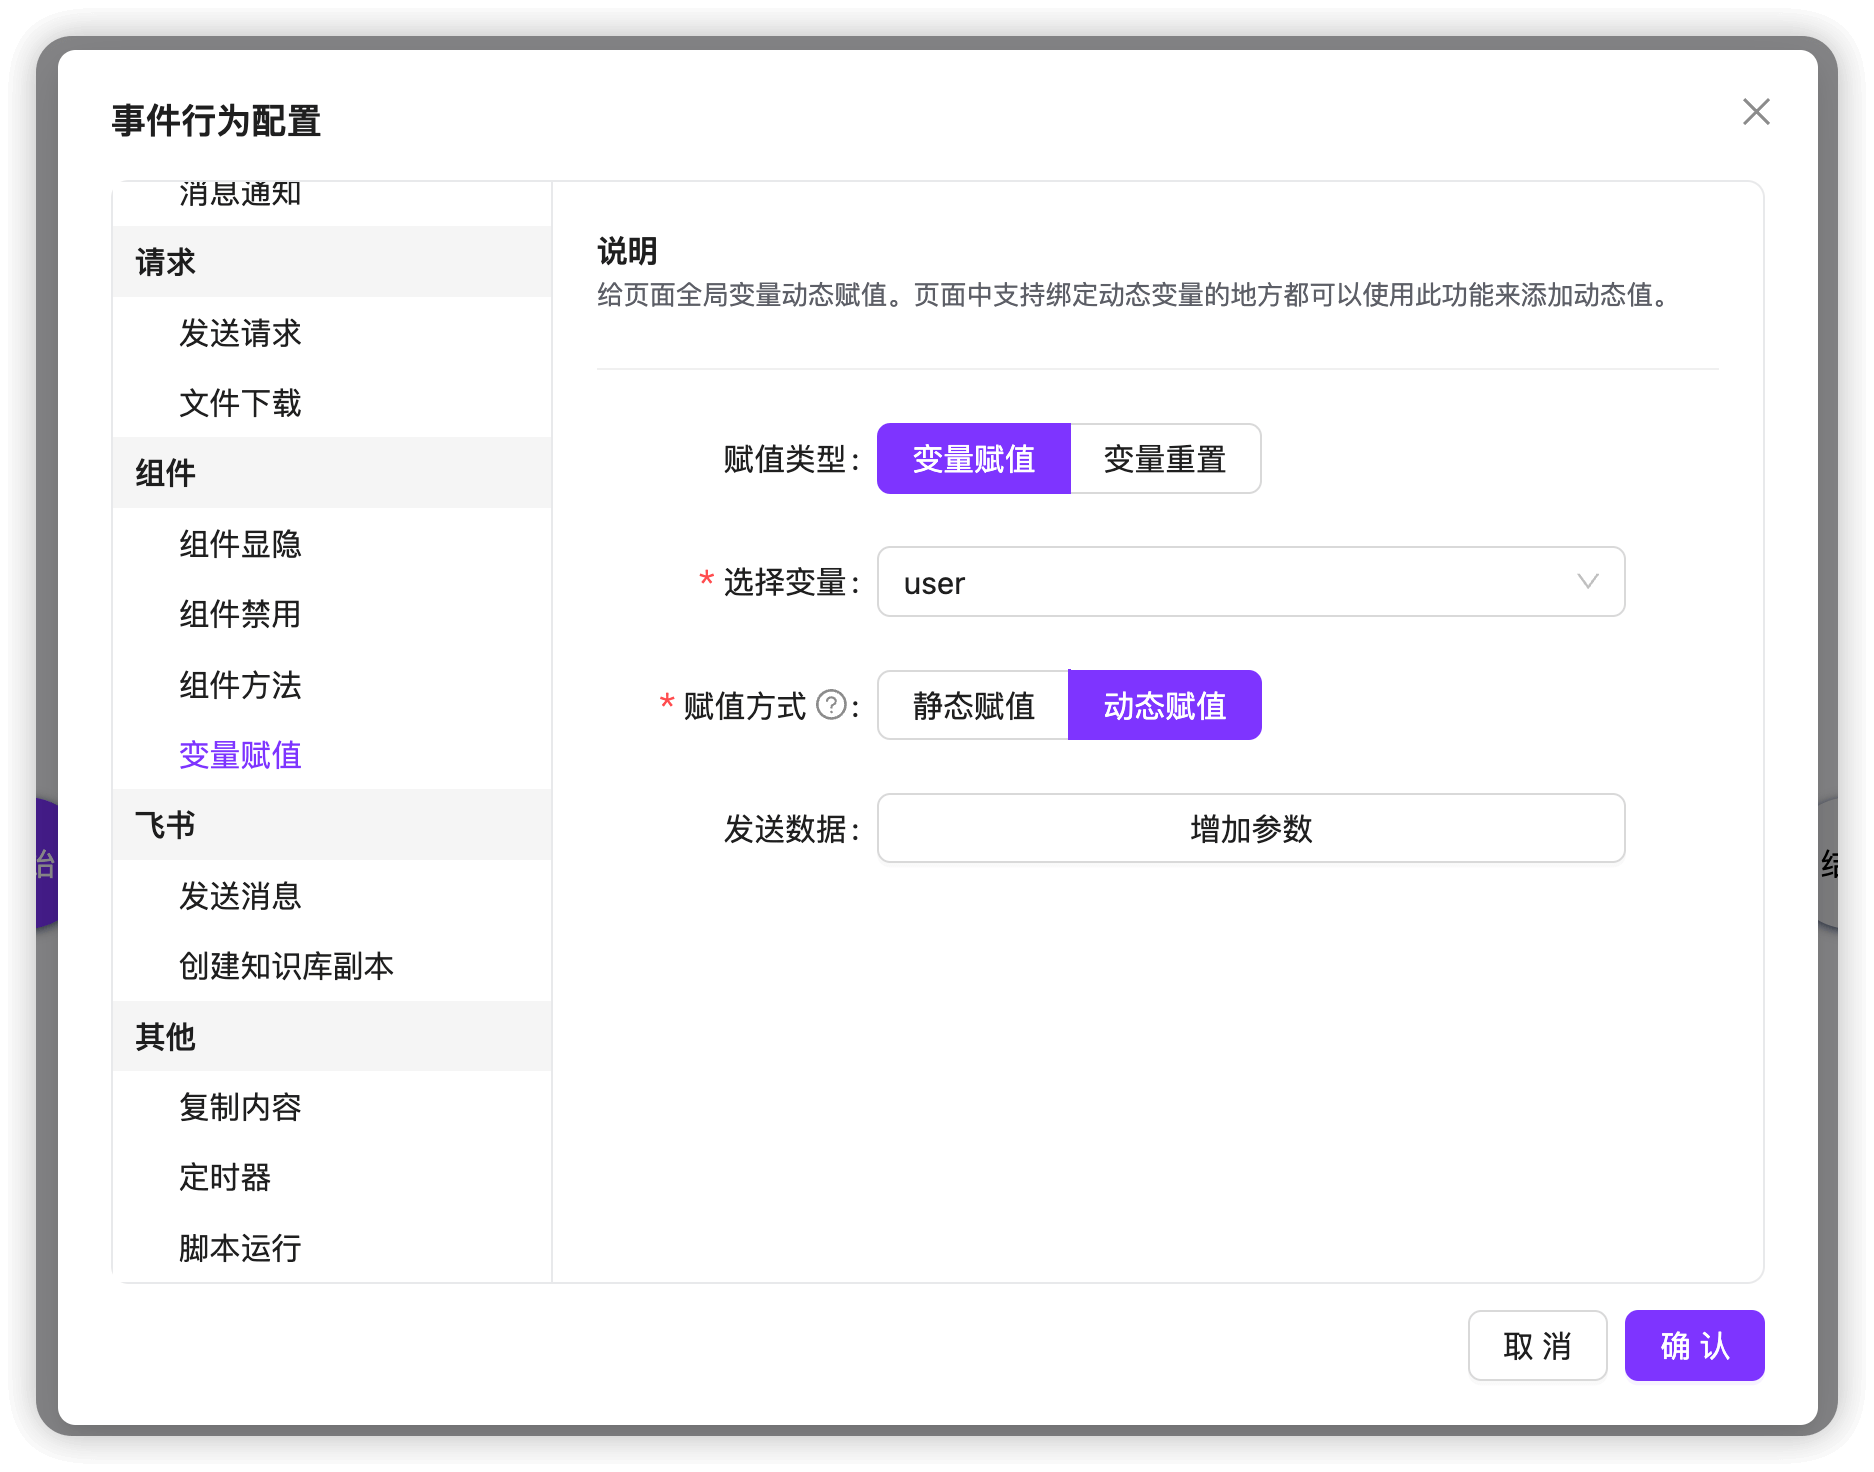 事件行为配置
消息通知
请求
发送请求
文件下载
组件
组件显隐
组件禁用
组件方法
变量赋值
飞书
发送消息
创建知识库副本
其他
复制内容
定时器
脚本运行
说明
给页面全局变量动态赋值。页面中支持绑定动态变量的地方都可以使用此功能来添加动态值。
赋值类型: 变量赋值 变量重置
* 选择变量: user
* 赋值方式 ?: 静态赋值 动态赋值
发送数据: 增加参数
取 消 确 认